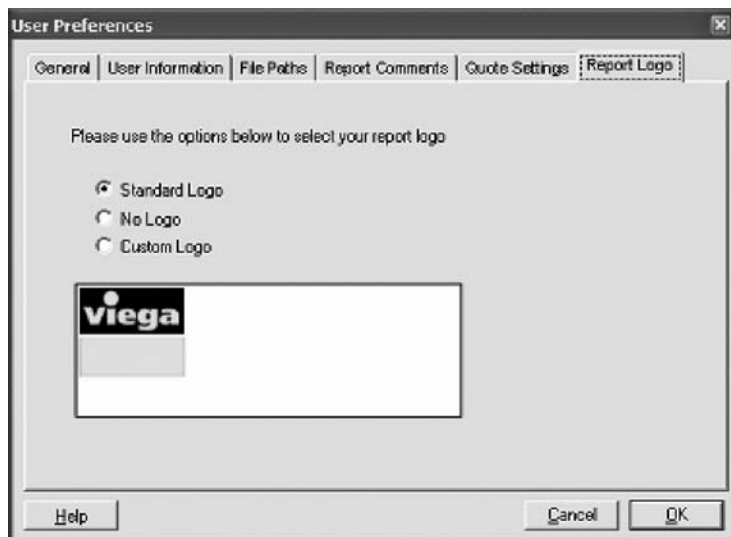 User Preferences
General
User Information
File Paths
Report Comments
Quote Settings
Report Logo
Please use the options below to select your report logo
Standard Logo
No Logo
Custom Logo
viega
Help
Cancel
OK